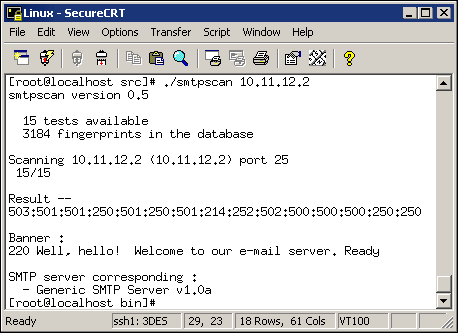 Linux - SecureCRT
File Edit View Options Transfer Script Window Help
[root@localhost src]# ./smtpscan 10.11.12.2
smtpscan version 0.5
15 tests available
3184 fingerprints in the database
Scanning 10.11.12.2 (10.11.12.2) port 25
15/15
Result --
503:501:501:250:501:250:501:214:252:502:500:500:500:250:250
Banner :
220 Well, hello!  Welcome to our e-mail server. Ready
SMTP server corresponding :
- Generic SMTP Server v1.0a
[root@localhost bin]#
Ready ssh1: 3DES 29, 23 18 Rows, 61 Cols VT100